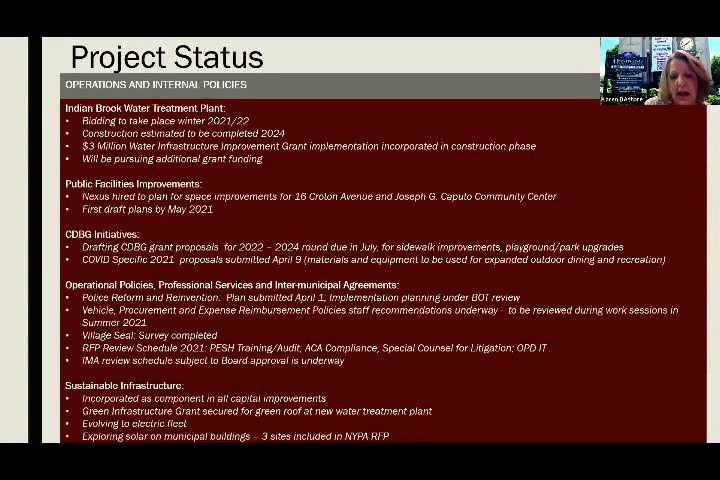 Project Status
OPERATIONS AND INTERNAL POLICIES
Indian Brook Water Treatment Plant:
• Bidding to take place winter 2021/22
• Construction estimated to be completed 2024
• $3 Million Water Infrastructure Improvement Grant implementation incorporated in construction phase
• Will be pursuing additional grant funding
Public Facilities Improvements:
• Nexus hired to plan for space improvements for 16 Croton Avenue and Joseph G. Caputo Community Center
• First draft plans by May 2021
CDBG Initiatives:
• Drafting CDBG grant proposals for 2022 – 2024 round due in July, for sidewalk improvements, playground/park upgrades
• COVID Specific 2021 proposals submitted April 9 (materials and equipment to be used for expanded outdoor dining and recreation)
Operational Policies, Professional Services and Inter-municipal Agreements:
• Police Reform and Reinvention: Plan submitted April 1, Implementation planning under BOT review
• Vehicle, Procurement and Expense Reimbursement Policies staff recommendations underway - to be reviewed during work sessions in
Summer 2021
• Village Seal: Survey completed
• RFP Review Schedule 2021: PESH Training/Audit, ACA Compliance, Special Counsel for Litigation; OPD IT
• IMA review schedule subject to Board approval is underway
Sustainable Infrastructure:
• Incorporated as component in all capital improvements
• Green Infrastructure Grant secured for green roof at new water treatment plant
• Evolving to electric fleet
• Exploring solar on municipal buildings – 3 sites included in NYPA RFP